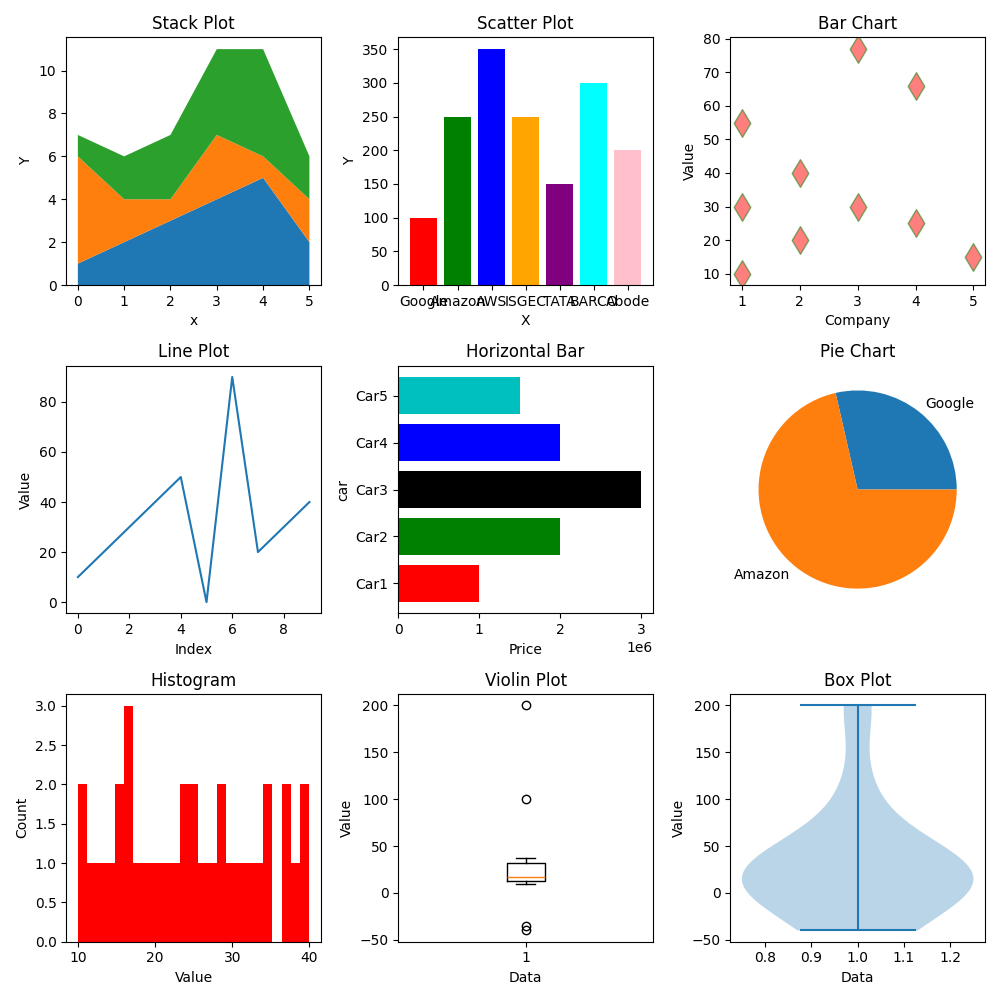 Stack Plot
10
8
6
4
2
0
Y
0 1 2 3 4 5
x
Scatter Plot
350
300
250
200
150
100
50
0
Y
Google Amazon AWS ISGEC TATA BARCO Abode
X
Bar Chart
80
70
60
50
40
30
20
10
Value
1 2 3 4 5
Company
Line Plot
80
60
40
20
0
Value
0 2 4 6 8
Index
Horizontal Bar
Car5
Car4
Car3
Car2
Car1
car
0 1 2 3
1e6
Price
Pie Chart
Google
Amazon
Histogram
3.0
2.5
2.0
1.5
1.0
0.5
0.0
Count
10 20 30 40
Value
Violin Plot
200
150
100
50
0
−50
Value
1
Data
Box Plot
200
150
100
50
0
−50
Value
0.8 0.9 1.0 1.1 1.2
Data